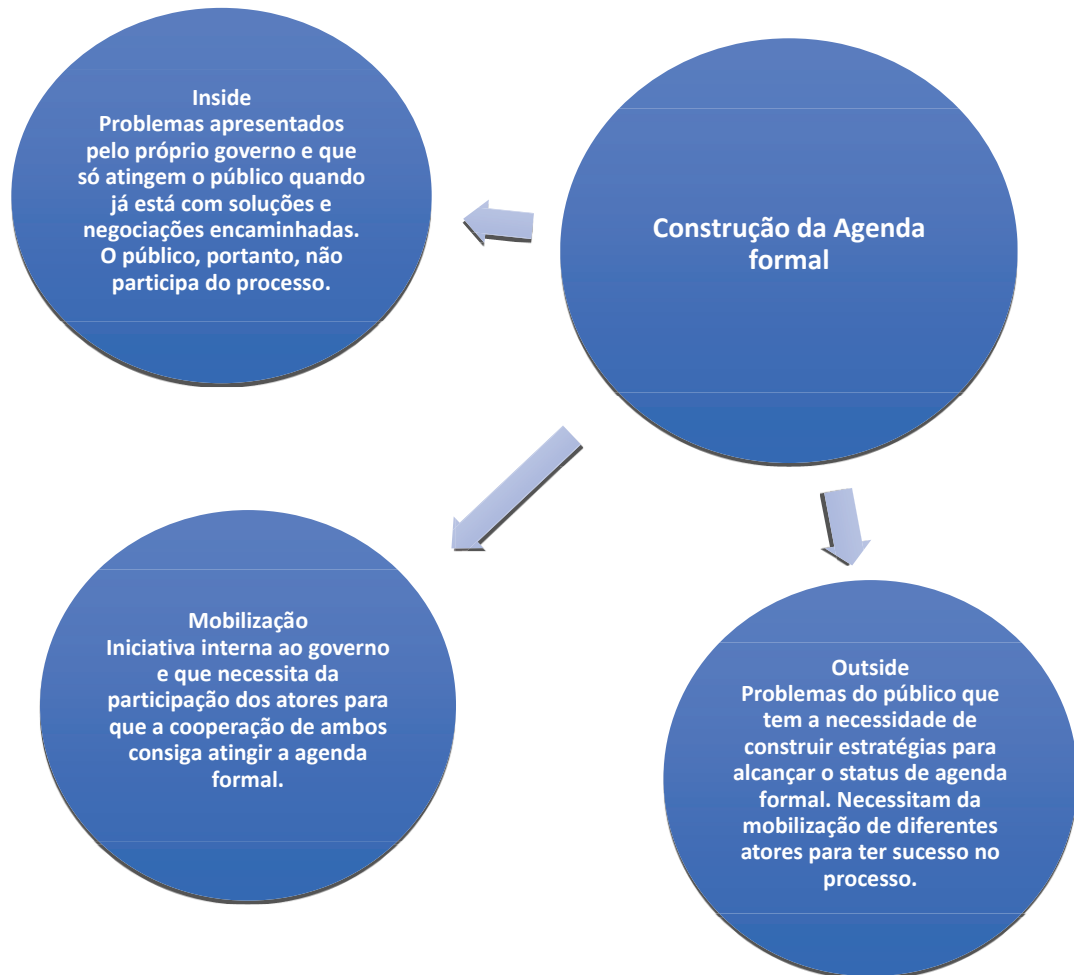 Inside
Problemas apresentados
pelo próprio governo e que
só atingem o público quando
já está com soluções e
negociações encaminhadas.
O público, portanto, não
participa do processo.
Construção da Agenda
formal
Mobilização
Iniciativa interna ao governo
e que necessita da
participação dos atores para
que a cooperação de ambos
consiga atingir a agenda
formal.
Outside
Problemas do público que
tem a necessidade de
construir estratégias para
alcançar o status de agenda
formal. Necessitam da
mobilização de diferentes
atores para ter sucesso no
processo.